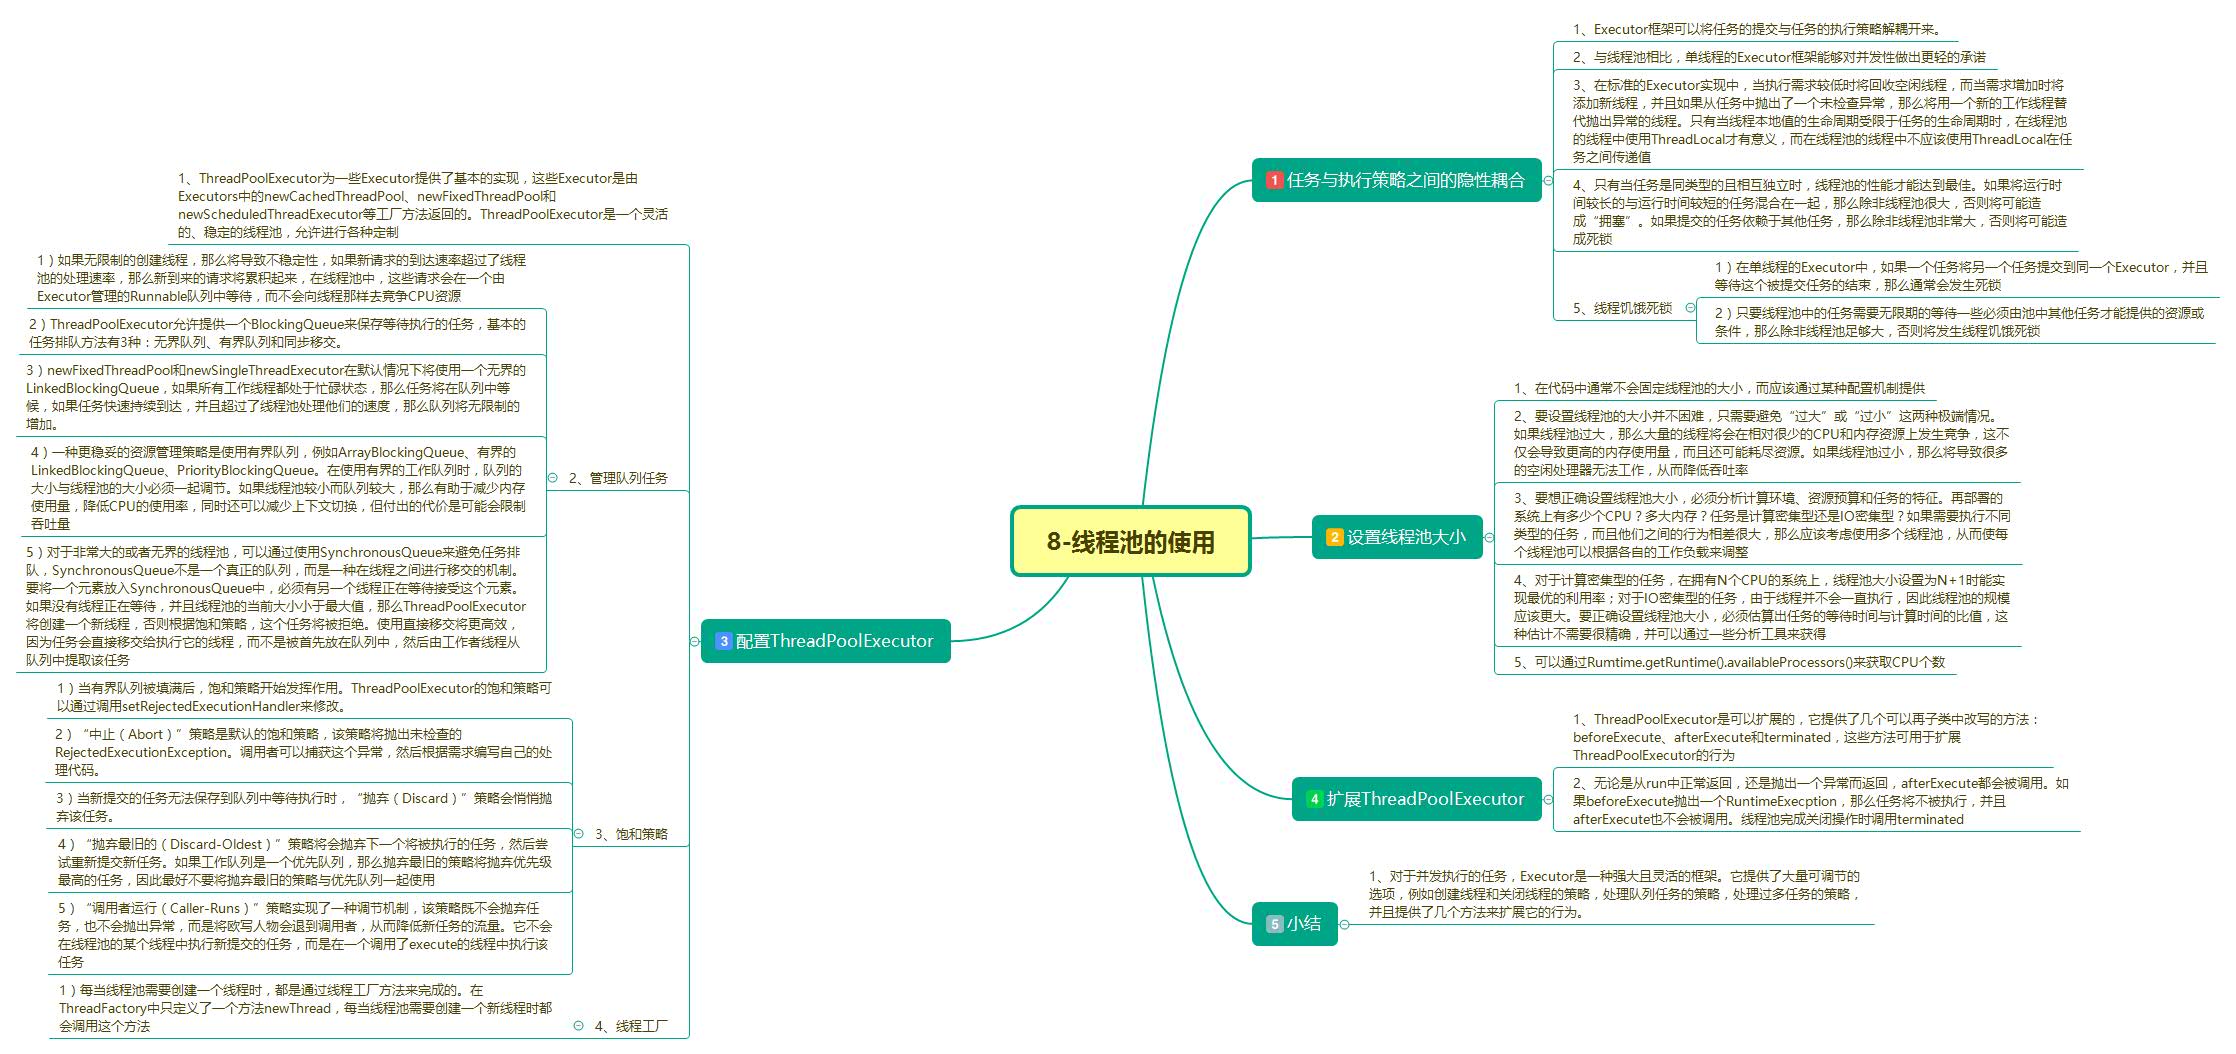 8-线程池的使用
1 任务与执行策略之间的隐性耦合
1、Executor框架可以将任务的提交与任务的执行策略解耦开来。
2、与线程池相比，单线程的Executor框架能够对并发性做出更轻的承诺
3、在标准的Executor实现中，当执行需求较低时将回收空闲线程，而当需求增加时将
添加新线程，并且如果从任务中抛出了一个未检查异常，那么将用一个新的工作线程替
代抛出异常的线程。只有当线程本地值的生命周期受限于任务的生命周期时，在线程池
的线程中使用ThreadLocal才有意义，而在线程池的线程中不应该使用ThreadLocal在任
务之间传递值
4、只有当任务是同类型的且相互独立时，线程池的性能才能达到最佳。如果将运行时
间较长的与运行时间较短的任务混合在一起，那么除非线程池很大，否则将可能造
成“拥塞”。如果提交的任务依赖于其他任务，那么除非线程池非常大，否则将可能造
成死锁
5、线程饥饿死锁
1）在单线程的Executor中，如果一个任务将另一个任务提交到同一个Executor，并且
等待这个被提交任务的结束，那么通常会发生死锁
2）只要线程池中的任务需要无限期的等待一些必须由池中其他任务才能提供的资源或
条件，那么除非线程池足够大，否则将发生线程饥饿死锁
2 设置线程池大小
1、在代码中通常不会固定线程池的大小，而应该通过某种配置机制提供
2、要设置线程池的大小并不困难，只需要避免“过大”或“过小”这两种极端情况。
如果线程池过大，那么大量的线程将会在相对很少的CPU和内存资源上发生竞争，这不
仅会导致更高的内存使用量，而且还可能耗尽资源。如果线程池过小，那么将导致很多
的空闲处理器无法工作，从而降低吞吐率
3、要想正确设置线程池大小，必须分析计算环境、资源预算和任务的特征。再部署的
系统上有多少个CPU？多大内存？任务是计算密集型还是IO密集型？如果需要执行不同
类型的任务，而且他们之间的行为相差很大，那么应该考虑使用多个线程池，从而使每
个线程池可以根据各自的工作负载来调整
4、对于计算密集型的任务，在拥有N个CPU的系统上，线程池大小设置为N+1时能实
现最优的利用率；对于IO密集型的任务，由于线程并不会一直执行，因此线程池的规模
应该更大。要正确设置线程池大小，必须估算出任务的等待时间与计算时间的比值，这
种估计不需要很精确，并可以通过一些分析工具来获得
5、可以通过Rumtime.getRuntime().availableProcessors()来获取CPU个数
3 配置ThreadPoolExecutor
1、ThreadPoolExecutor为一些Executor提供了基本的实现，这些Executor是由
Executors中的newCachedThreadPool、newFixedThreadPool和
newScheduledThreadExecutor等工厂方法返回的。ThreadPoolExecutor是一个灵活
的、稳定的线程池，允许进行各种定制
2、管理队列任务
1）如果无限制的创建线程，那么将导致不稳定性，如果新请求的到达速率超过了线程
池的处理速率，那么新到来的请求将累积起来，在线程池中，这些请求会在一个由
Executor管理的Runnable队列中等待，而不会向线程那样去竞争CPU资源
2）ThreadPoolExecutor允许提供一个BlockingQueue来保存等待执行的任务，基本的
任务排队方法有3种：无界队列、有界队列和同步移交。
3）newFixedThreadPool和newSingleThreadExecutor在默认情况下将使用一个无界的
LinkedBlockingQueue，如果所有工作线程都处于忙碌状态，那么任务将在队列中等
候，如果任务快速持续到达，并且超过了线程池处理他们的速度，那么队列将无限制的
增加。
4）一种更稳妥的资源管理策略是使用有界队列，例如ArrayBlockingQueue、有界的
LinkedBlockingQueue、PriorityBlockingQueue。在使用有界的工作队列时，队列的
大小与线程池的大小必须一起调节。如果线程池较小而队列较大，那么有助于减少内存
使用量，降低CPU的使用率，同时还可以减少上下文切换，但付出的代价是可能会限制
吞吐量
5）对于非常大的或者无界的线程池，可以通过使用SynchronousQueue来避免任务排
队，SynchronousQueue不是一个真正的队列，而是一种在线程之间进行移交的机制。
要将一个元素放入SynchronousQueue中，必须有另一个线程正在等待接受这个元素。
如果没有线程正在等待，并且线程池的当前大小小于最大值，那么ThreadPoolExecutor
将创建一个新线程，否则根据饱和策略，这个任务将被拒绝。使用直接移交将更高效，
因为任务会直接移交给执行它的线程，而不是被首先放在队列中，然后由工作者线程从
队列中提取该任务
3、饱和策略
1）当有界队列被填满后，饱和策略开始发挥作用。ThreadPoolExecutor的饱和策略可
以通过调用setRejectedExecutionHandler来修改。
2）“中止（Abort）”策略是默认的饱和策略，该策略将抛出未检查的
RejectedExecutionException。调用者可以捕获这个异常，然后根据需求编写自己的处
理代码。
3）当新提交的任务无法保存到队列中等待执行时，“抛弃（Discard）”策略会悄悄抛
弃该任务。
4）“抛弃最旧的（Discard-Oldest）”策略将会抛弃下一个将被执行的任务，然后尝
试重新提交新任务。如果工作队列是一个优先队列，那么抛弃最旧的策略将抛弃优先级
最高的任务，因此最好不要将抛弃最旧的策略与优先队列一起使用
5）“调用者运行（Caller-Runs）”策略实现了一种调节机制，该策略既不会抛弃任
务，也不会抛出异常，而是将欧写人物会退到调用者，从而降低新任务的流量。它不会
在线程池的某个线程中执行新提交的任务，而是在一个调用了execute的线程中执行该
任务
4、线程工厂
1）每当线程池需要创建一个线程时，都是通过线程工厂方法来完成的。在
ThreadFactory中只定义了一个方法newThread，每当线程池需要创建一个新线程时都
会调用这个方法
4 扩展ThreadPoolExecutor
1、ThreadPoolExecutor是可以扩展的，它提供了几个可以再子类中改写的方法：
beforeExecute、afterExecute和terminated，这些方法可用于扩展
ThreadPoolExecutor的行为
2、无论是从run中正常返回，还是抛出一个异常而返回，afterExecute都会被调用。如
果beforeExecute抛出一个RuntimeExecption，那么任务将不被执行，并且
afterExecute也不会被调用。线程池完成关闭操作时调用terminated
5 小结
1、对于并发执行的任务，Executor是一种强大且灵活的框架。它提供了大量可调节的
选项，例如创建线程和关闭线程的策略，处理队列任务的策略，处理过多任务的策略，
并且提供了几个方法来扩展它的行为。